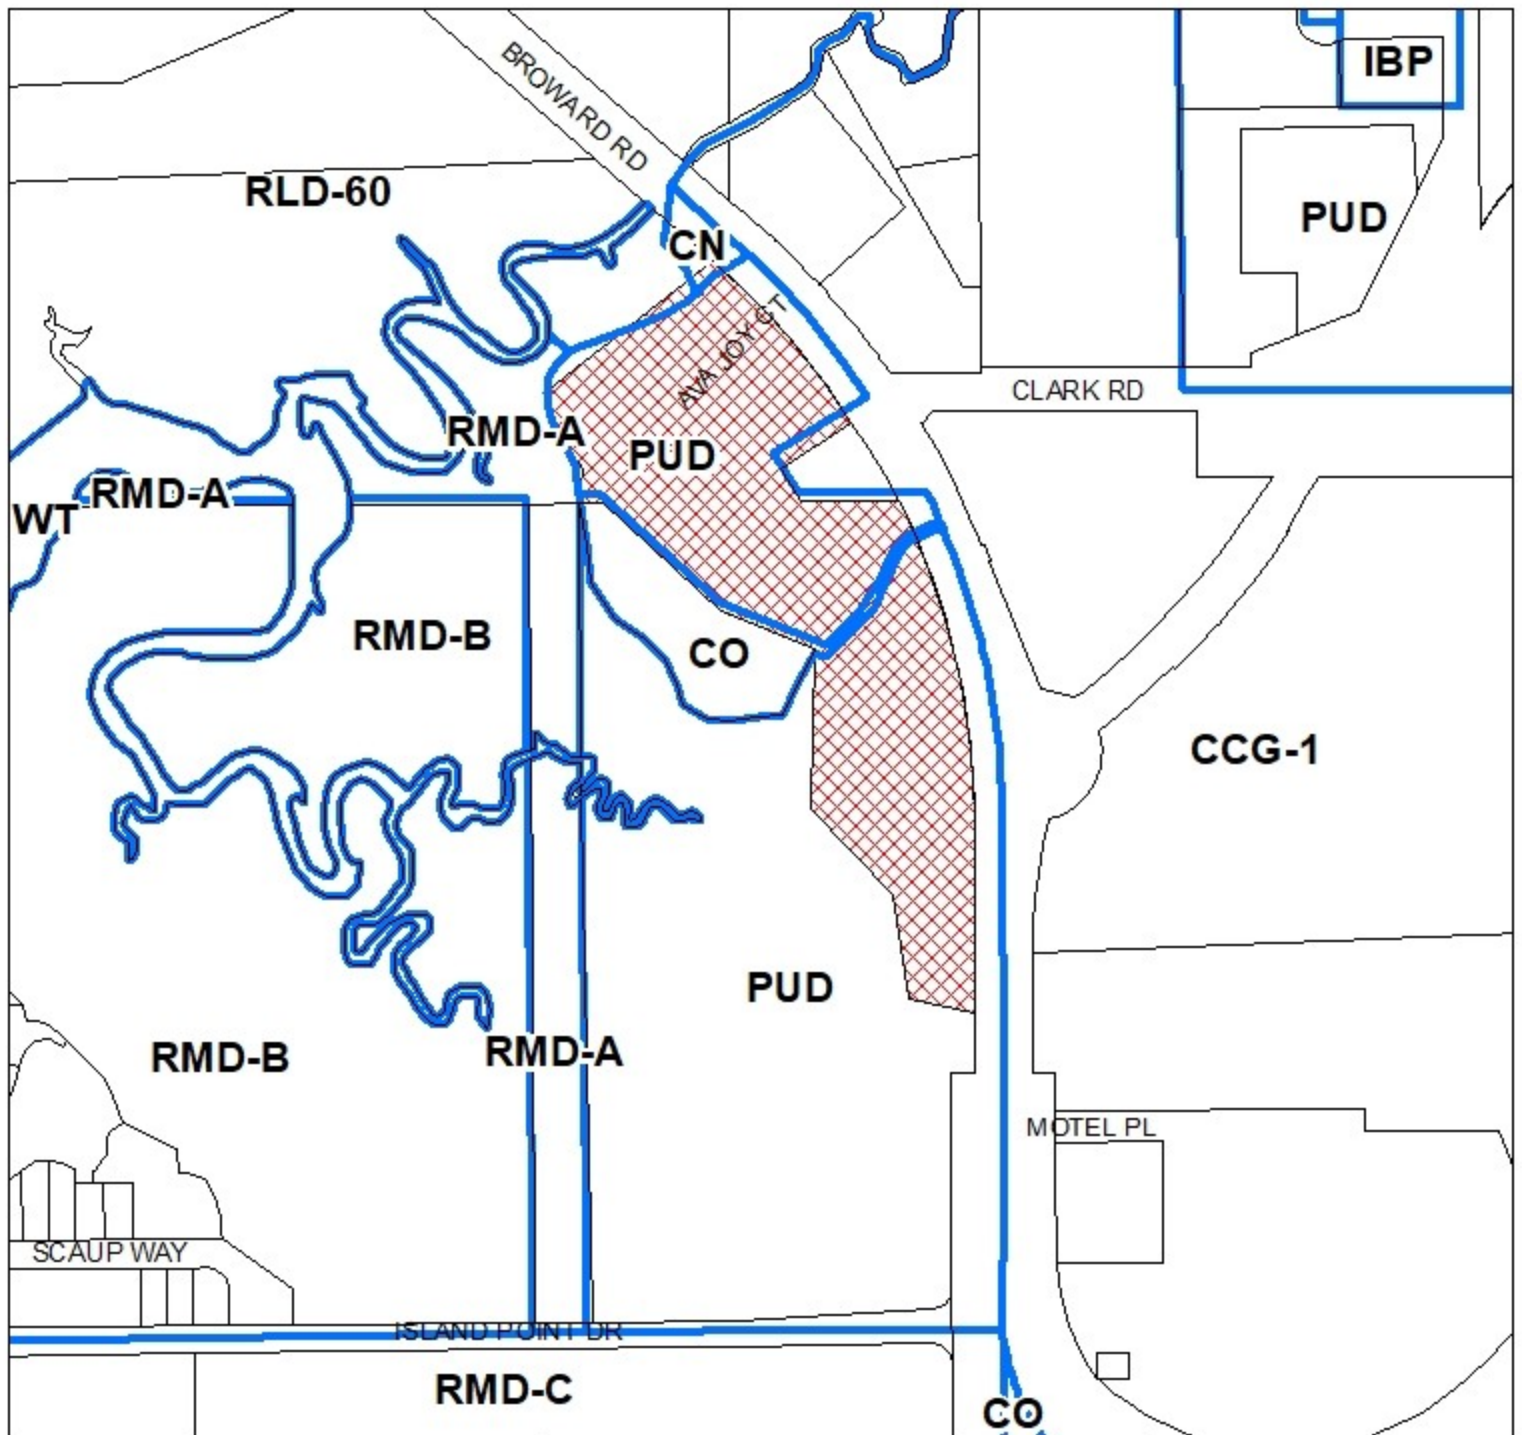 BROWARD RD
IBP
RLD-60
PUD
CN
AVA JOY CT
CLARK RD
RMD-A
PUD
RMD-A
WT
RMD-B
CO
CCG-1
PUD
RMD-B
RMD-A
MOTEL PL
SCAUP WAY
ISLAND POINT DR
RMD-C
CO